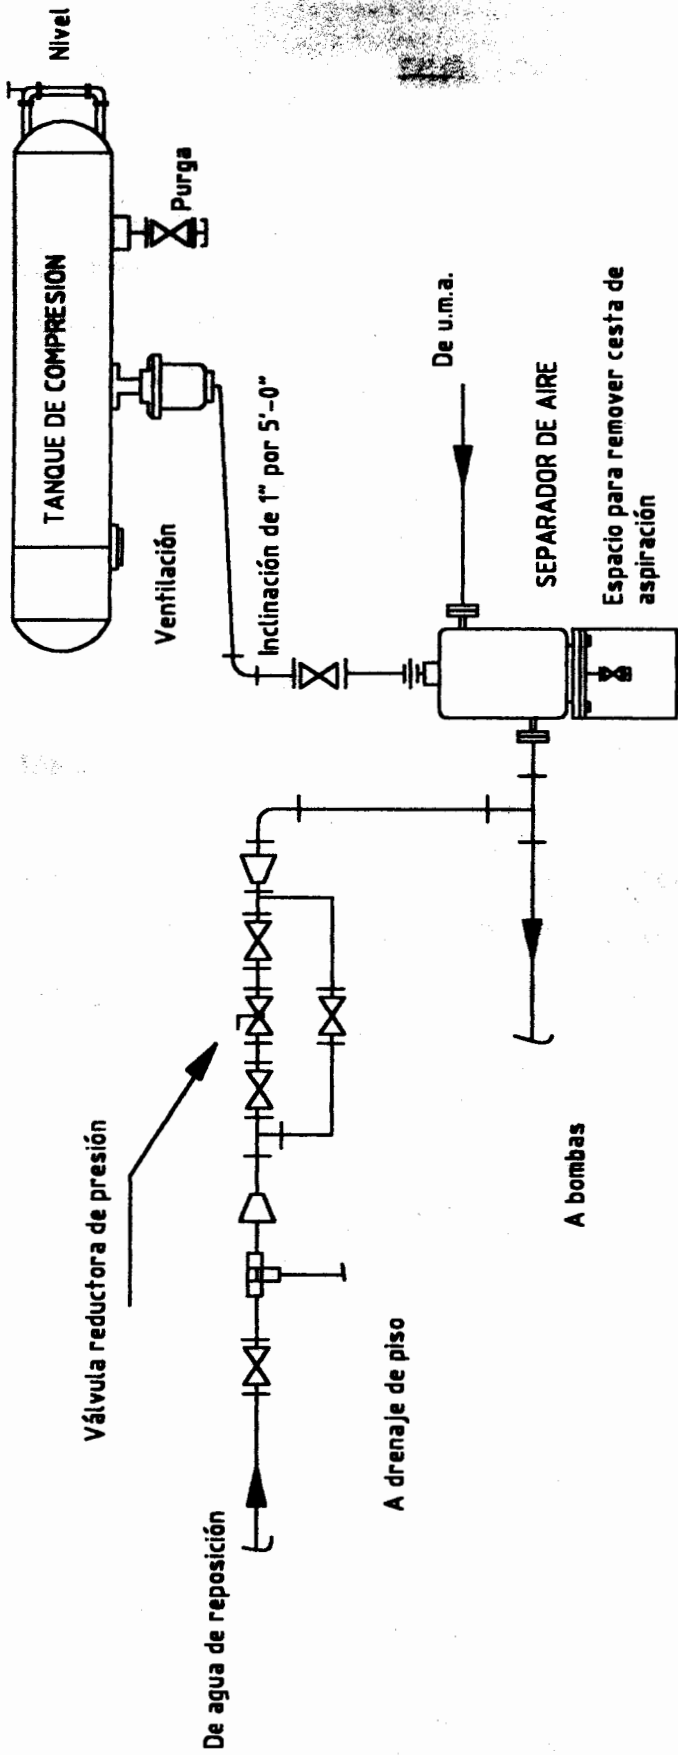 Nivel
TANQUE DE COMPRESION
Purga
Ventilación
Inclinación de 1" por 5'-0"
De u.m.a.
SEPARADOR DE AIRE
Espacio para remover cesta de
aspiración
Válvula reductora de presión
De agua de reposición
A drenaje de piso
A bombas